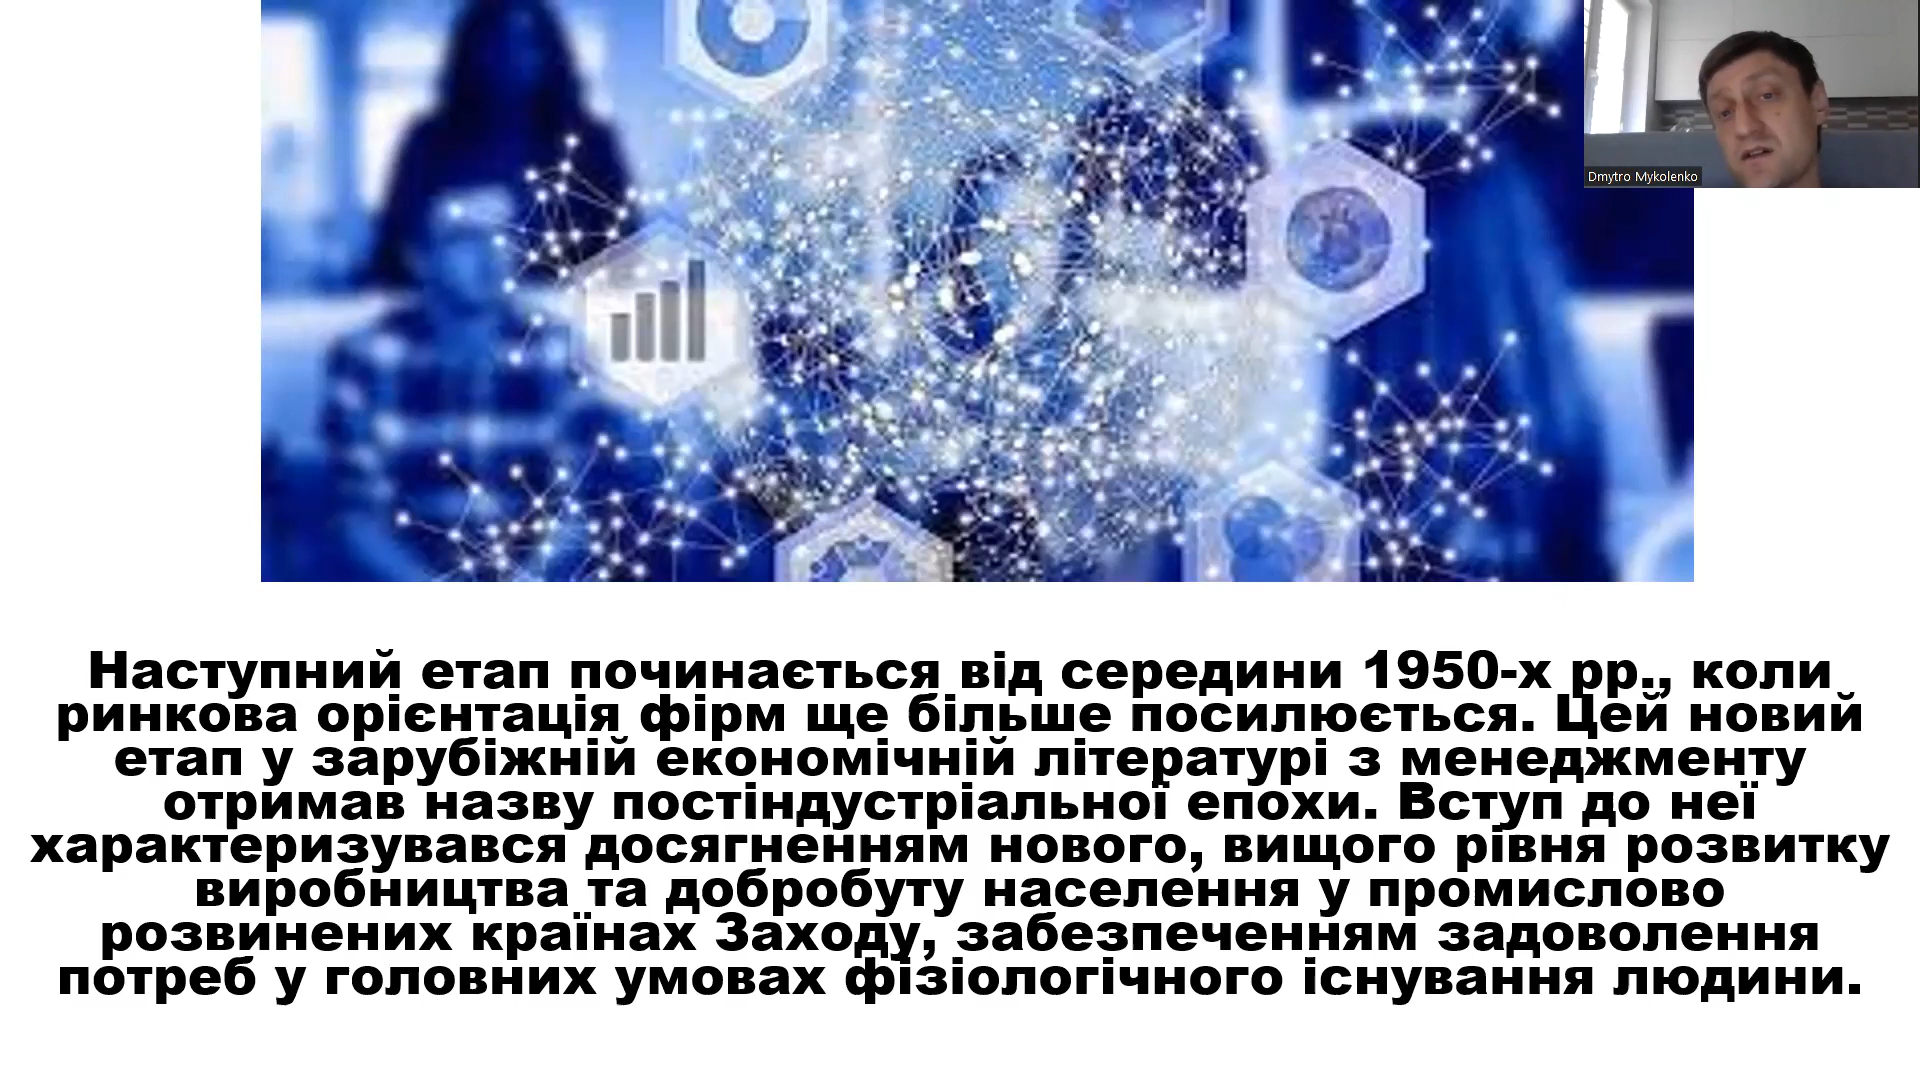 Dmytro Mykolenko
Наступний етап починається від середини 1950-х рр., коли
ринкова орієнтація фірм ще більше посилюється. Цей новий
етап у зарубіжній економічній літературі з менеджменту
отримав назву постіндустріальної епохи. Вступ до неї
характеризувався досягненням нового, вищого рівня розвитку
виробництва та добробуту населення у промислово
розвинених країнах Заходу, забезпеченням задоволення
потреб у головних умовах фізіологічного існування людини.